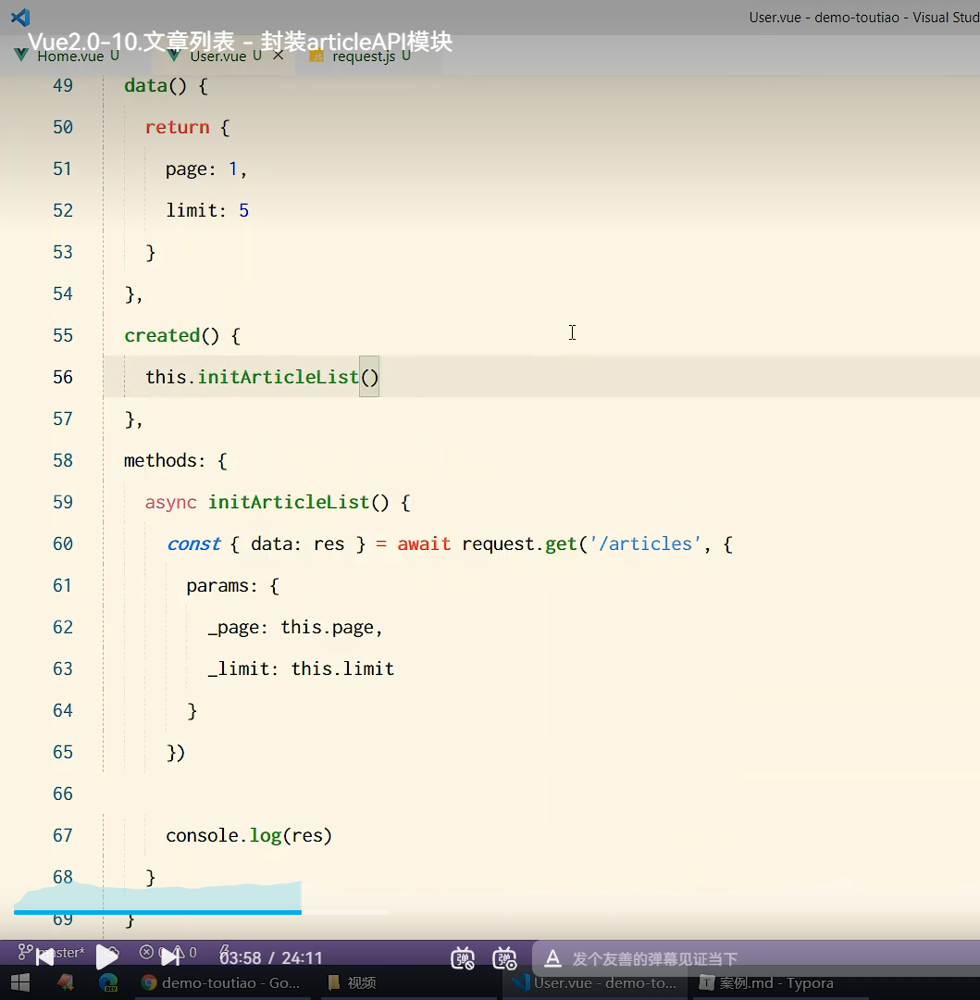 User.vue - demo-toutiao - Visual Stud
Vue2.0-10.文章列表 - 封装articleAPI模块
Home.vue U
User.vue U
JS request.js U
49 data() {
50 return {
51 page: 1,
52 limit: 5
53 }
54 },
55 created() {
56 this.initArticleList()
57 },
58 methods: {
59 async initArticleList() {
60 const { data: res } = await request.get('/articles', {
61 params: {
62 _page: this.page,
63 _limit: this.limit
64 }
65 })
66
67 console.log(res)
68 }
69 }
master* 0 0
03:58 / 24:11
弹 弹 A 发个友善的弹幕见证当下
DEV demo-toutiao - Go... 视频 User.vue - demo-to... T 案例.md - Typora